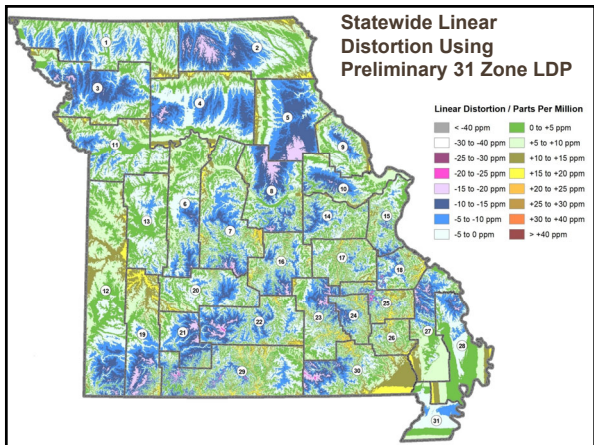 Statewide Linear
Distortion Using
Preliminary 31 Zone LDP
Linear Distortion / Parts Per Million
< -40 ppm
-30 to -40 ppm
-25 to -30 ppm
-20 to -25 ppm
-15 to -20 ppm
-10 to -15 ppm
-5 to -10 ppm
-5 to 0 ppm
0 to +5 ppm
+5 to +10 ppm
+10 to +15 ppm
+15 to +20 ppm
+20 to +25 ppm
+25 to +30 ppm
+30 to +40 ppm
> +40 ppm
1
2
3
4
5
9
11
8
10
6
13
7
14
15
16
17
18
12
20
19
21
22
23
24
25
26
27
28
29
30
31